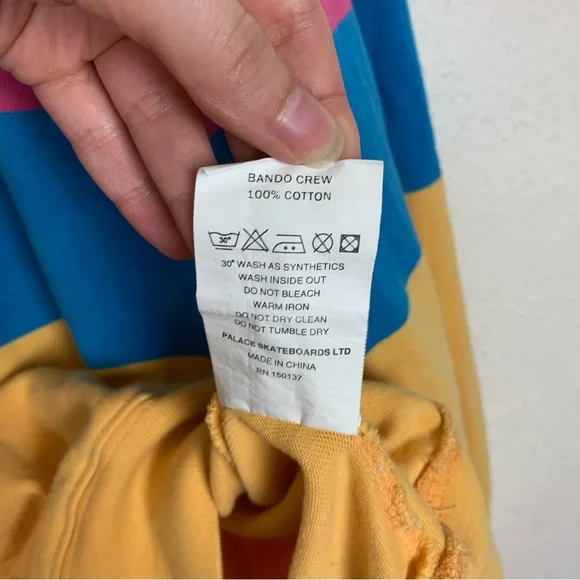 BANDO CREW
100% COTTON
30°
30° WASH AS SYNTHETICS
WASH INSIDE OUT
DO NOT BLEACH
WARM IRON
DO NOT DRY CLEAN
DO NOT TUMBLE DRY
PALACE SKATEBOARDS LTD
MADE IN CHINA
RN 150137